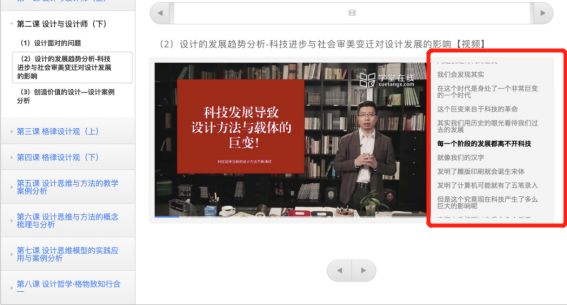 第二课 设计与设计师（下）
（1）设计面对的问题
（2）设计的发展趋势分析-科技
进步与社会审美变迁对设计发展
的影响
（3）创造价值的设计—设计案例
分析
第三课 格律设计观（上）
第四课 格律设计观（下）
第五课 设计思维与方法的教学
案例分析
第六课 设计思维与方法的概念
梳理与分析
第七课 设计思维模型的实践应
用与案例分析
第八课 设计哲学·格物致知行合
一
（2）设计的发展趋势分析-科技进步与社会审美变迁对设计发展的影响【视频】
学堂在线
xuetangx.com
科技发展导致
设计方法与载体的
巨变！
我们会发现其实
在这个时代是身处了一个非常巨变
的一个时代
这个巨变来自于科技的革命
其实我们用历史的眼光看待我们过
去的发展
每一个阶段的发展都离不开科技
就像我们的汉字
发明了雕版印刷就会诞生宋体
发明了计算机可能就有了五笔录入
但是这个究竟现在科技产生了多么
巨大的影响呢